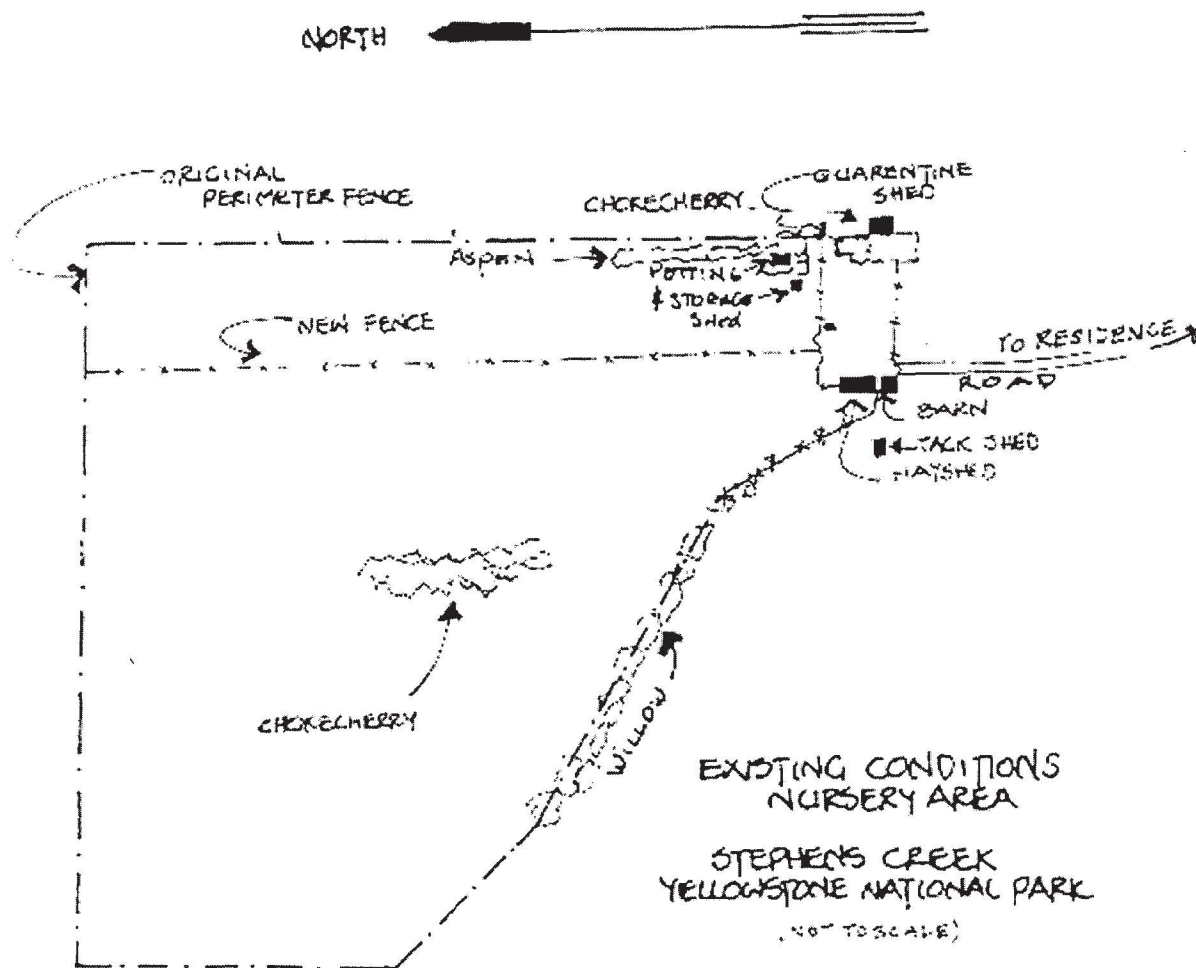 NORTH
ORIGINAL
PERIMETER FENCE
CHOKECHERRY
QUARENTINE
SHED
ASPEN
POTTING
& STORAGE
SHED
NEW FENCE
TO RESIDENCE
ROAD
BARN
TACK SHED
HAYSHED
CHOKECHERRY
WILLOW
EXISTING CONDITIONS
NURSERY AREA
STEPHENS CREEK
YELLOWSTONE NATIONAL PARK
(NOT TO SCALE)